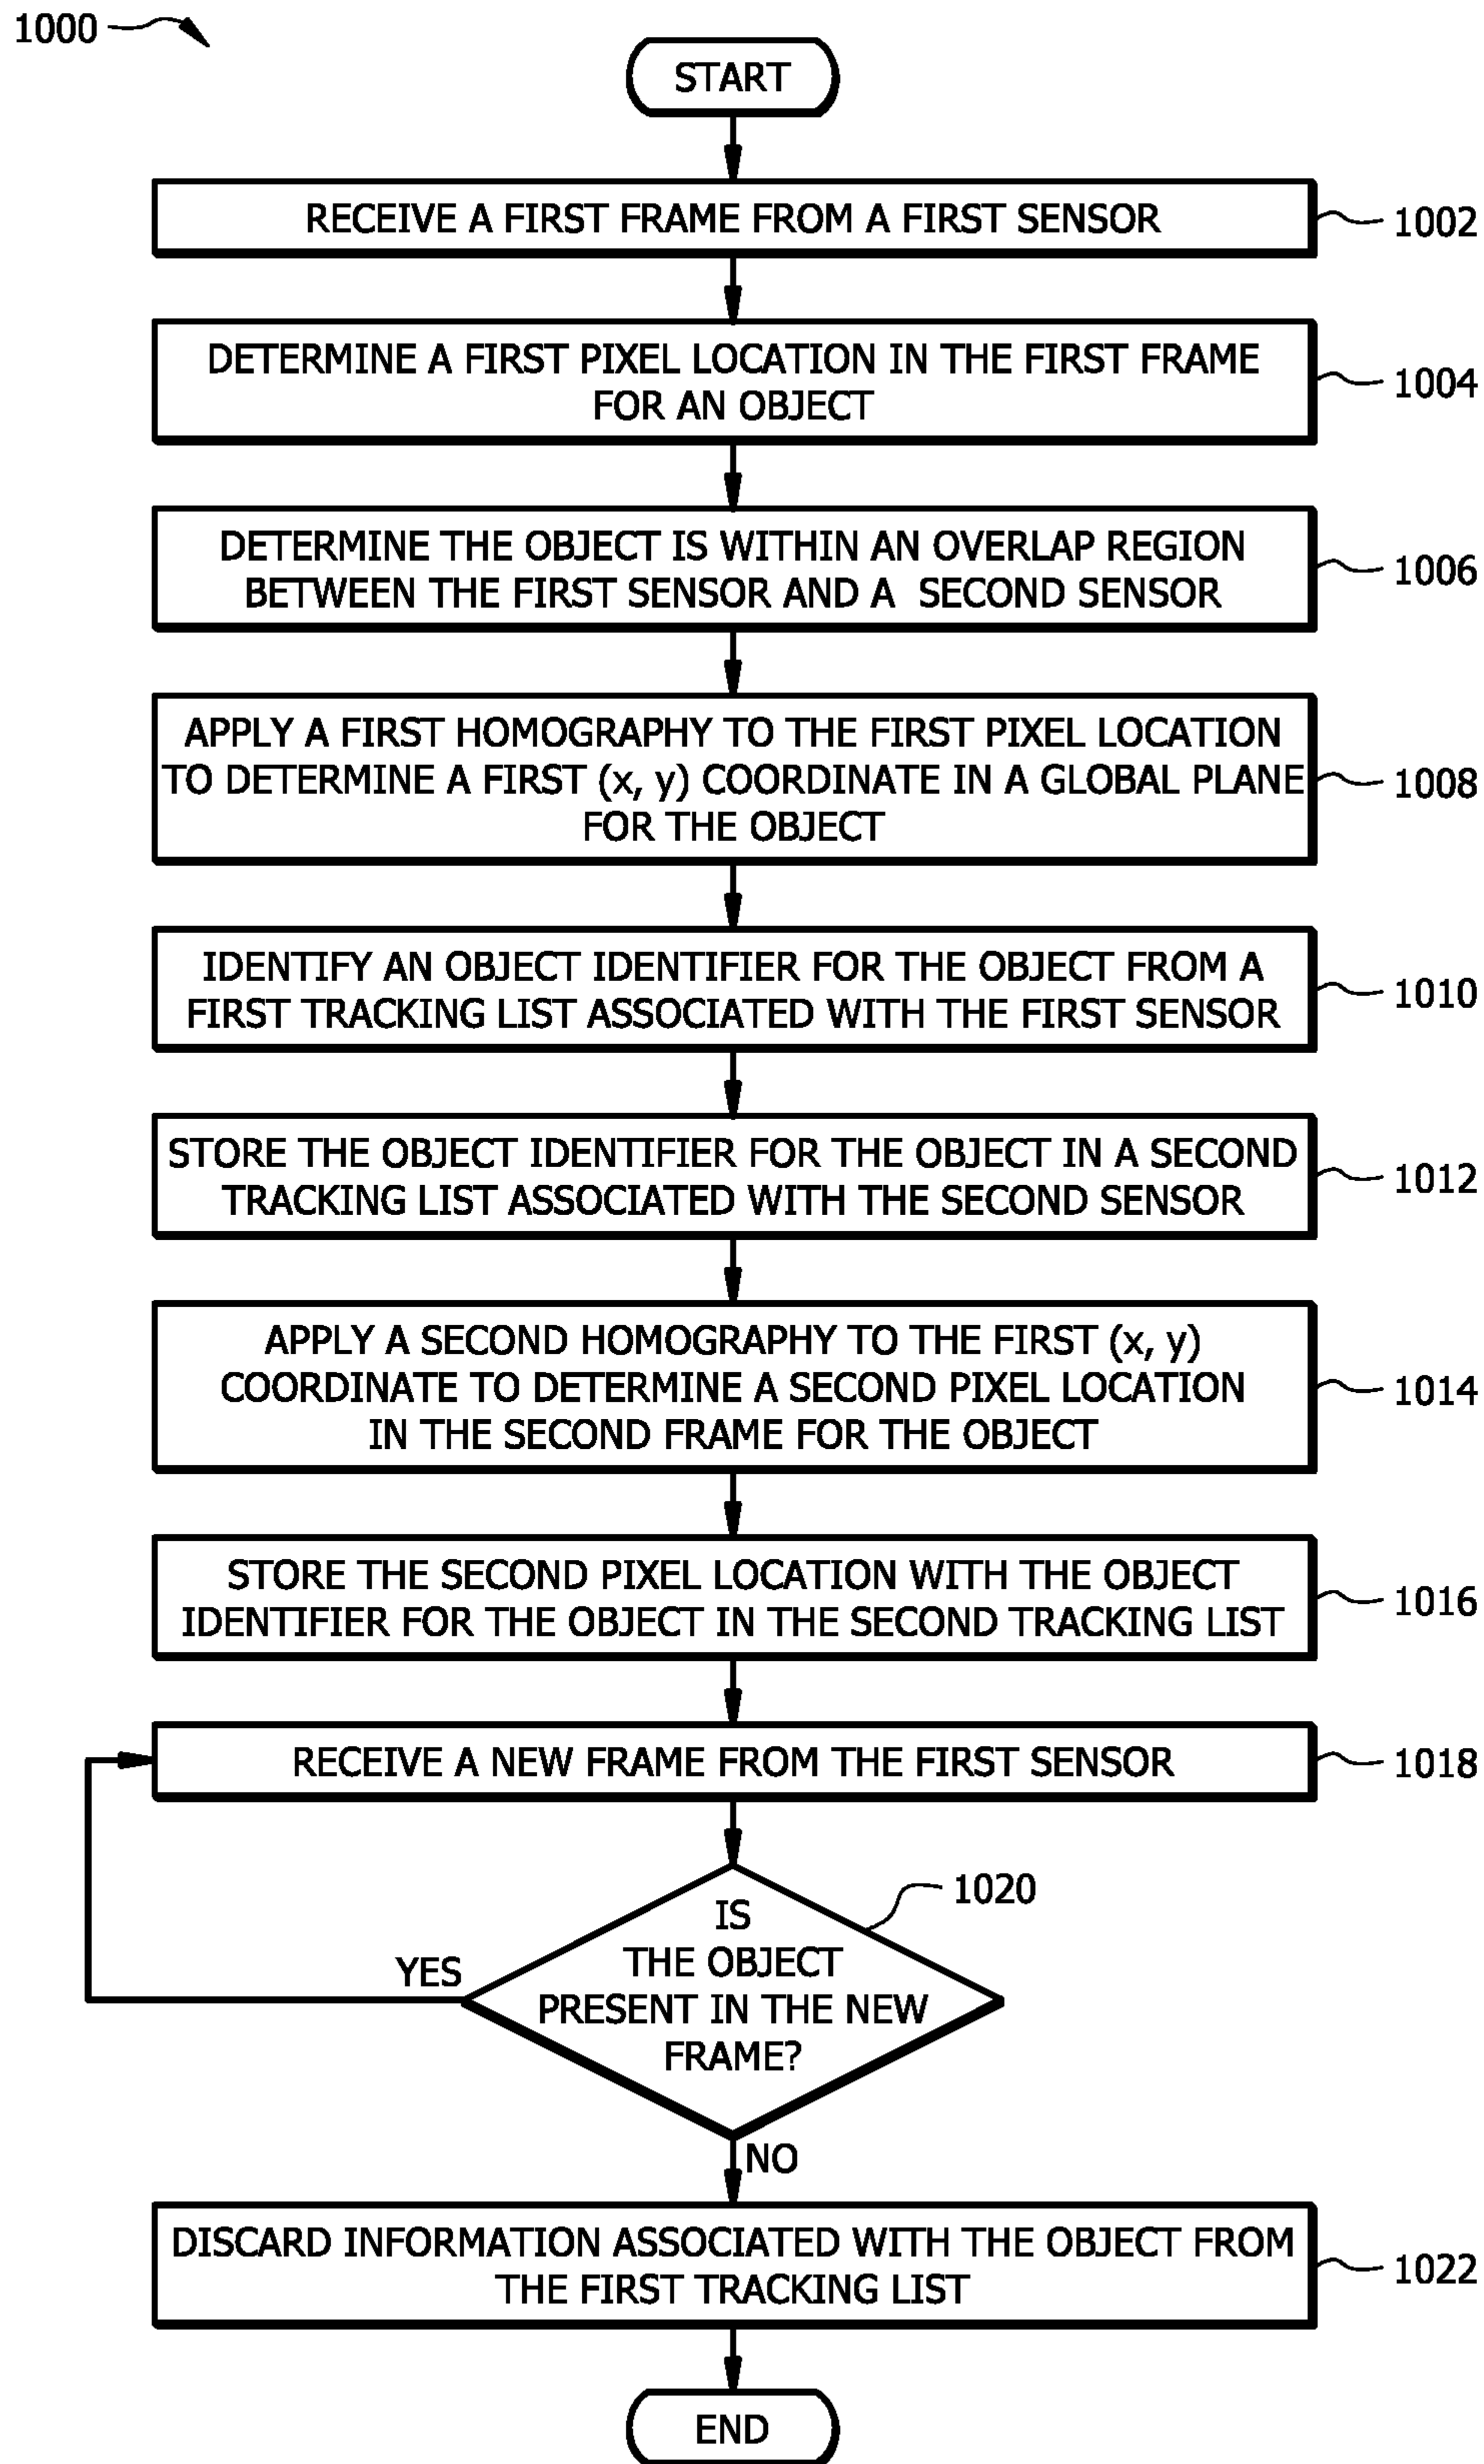 1000
START
RECEIVE A FIRST FRAME FROM A FIRST SENSOR
1002
DETERMINE A FIRST PIXEL LOCATION IN THE FIRST FRAME
FOR AN OBJECT
1004
DETERMINE THE OBJECT IS WITHIN AN OVERLAP REGION
BETWEEN THE FIRST SENSOR AND A SECOND SENSOR
1006
APPLY A FIRST HOMOGRAPHY TO THE FIRST PIXEL LOCATION
TO DETERMINE A FIRST (x, y) COORDINATE IN A GLOBAL PLANE
FOR THE OBJECT
1008
IDENTIFY AN OBJECT IDENTIFIER FOR THE OBJECT FROM A
FIRST TRACKING LIST ASSOCIATED WITH THE FIRST SENSOR
1010
STORE THE OBJECT IDENTIFIER FOR THE OBJECT IN A SECOND
TRACKING LIST ASSOCIATED WITH THE SECOND SENSOR
1012
APPLY A SECOND HOMOGRAPHY TO THE FIRST (x, y)
COORDINATE TO DETERMINE A SECOND PIXEL LOCATION
IN THE SECOND FRAME FOR THE OBJECT
1014
STORE THE SECOND PIXEL LOCATION WITH THE OBJECT
IDENTIFIER FOR THE OBJECT IN THE SECOND TRACKING LIST
1016
RECEIVE A NEW FRAME FROM THE FIRST SENSOR
1018
1020
IS
THE OBJECT
PRESENT IN THE NEW
FRAME?
YES
NO
DISCARD INFORMATION ASSOCIATED WITH THE OBJECT FROM
THE FIRST TRACKING LIST
1022
END